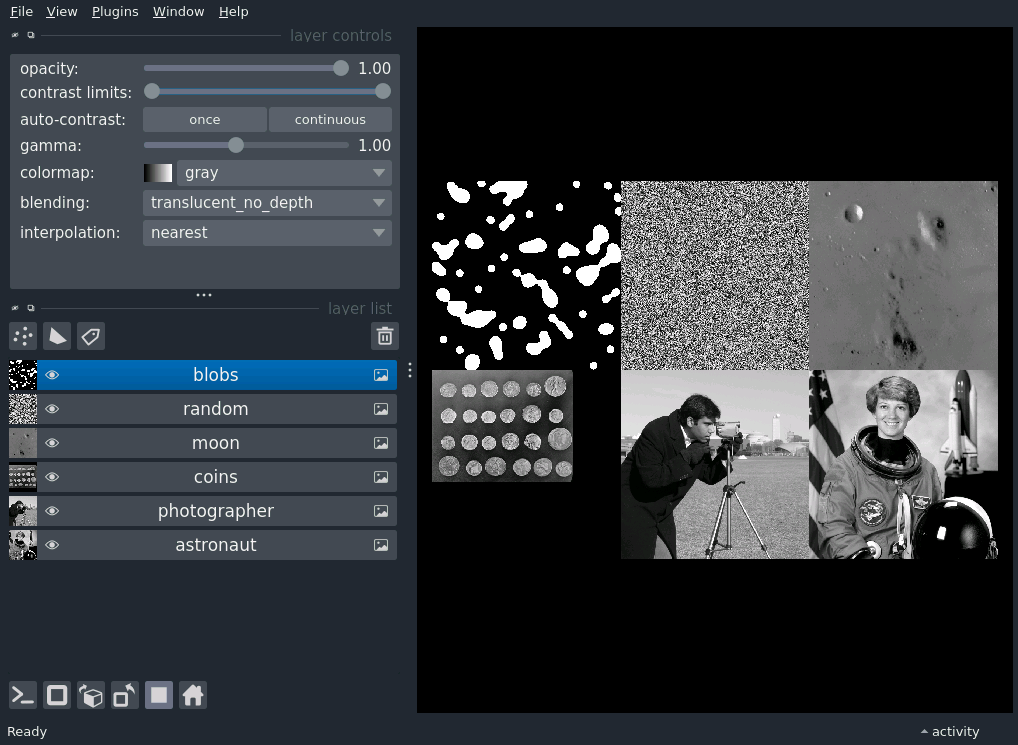 File View Plugins Window Help
layer controls
opacity: 1.00
contrast limits:
auto-contrast: once continuous
gamma: 1.00
colormap: gray
blending: translucent_no_depth
interpolation: nearest
layer list
blobs
random
moon
coins
photographer
astronaut
Ready activity